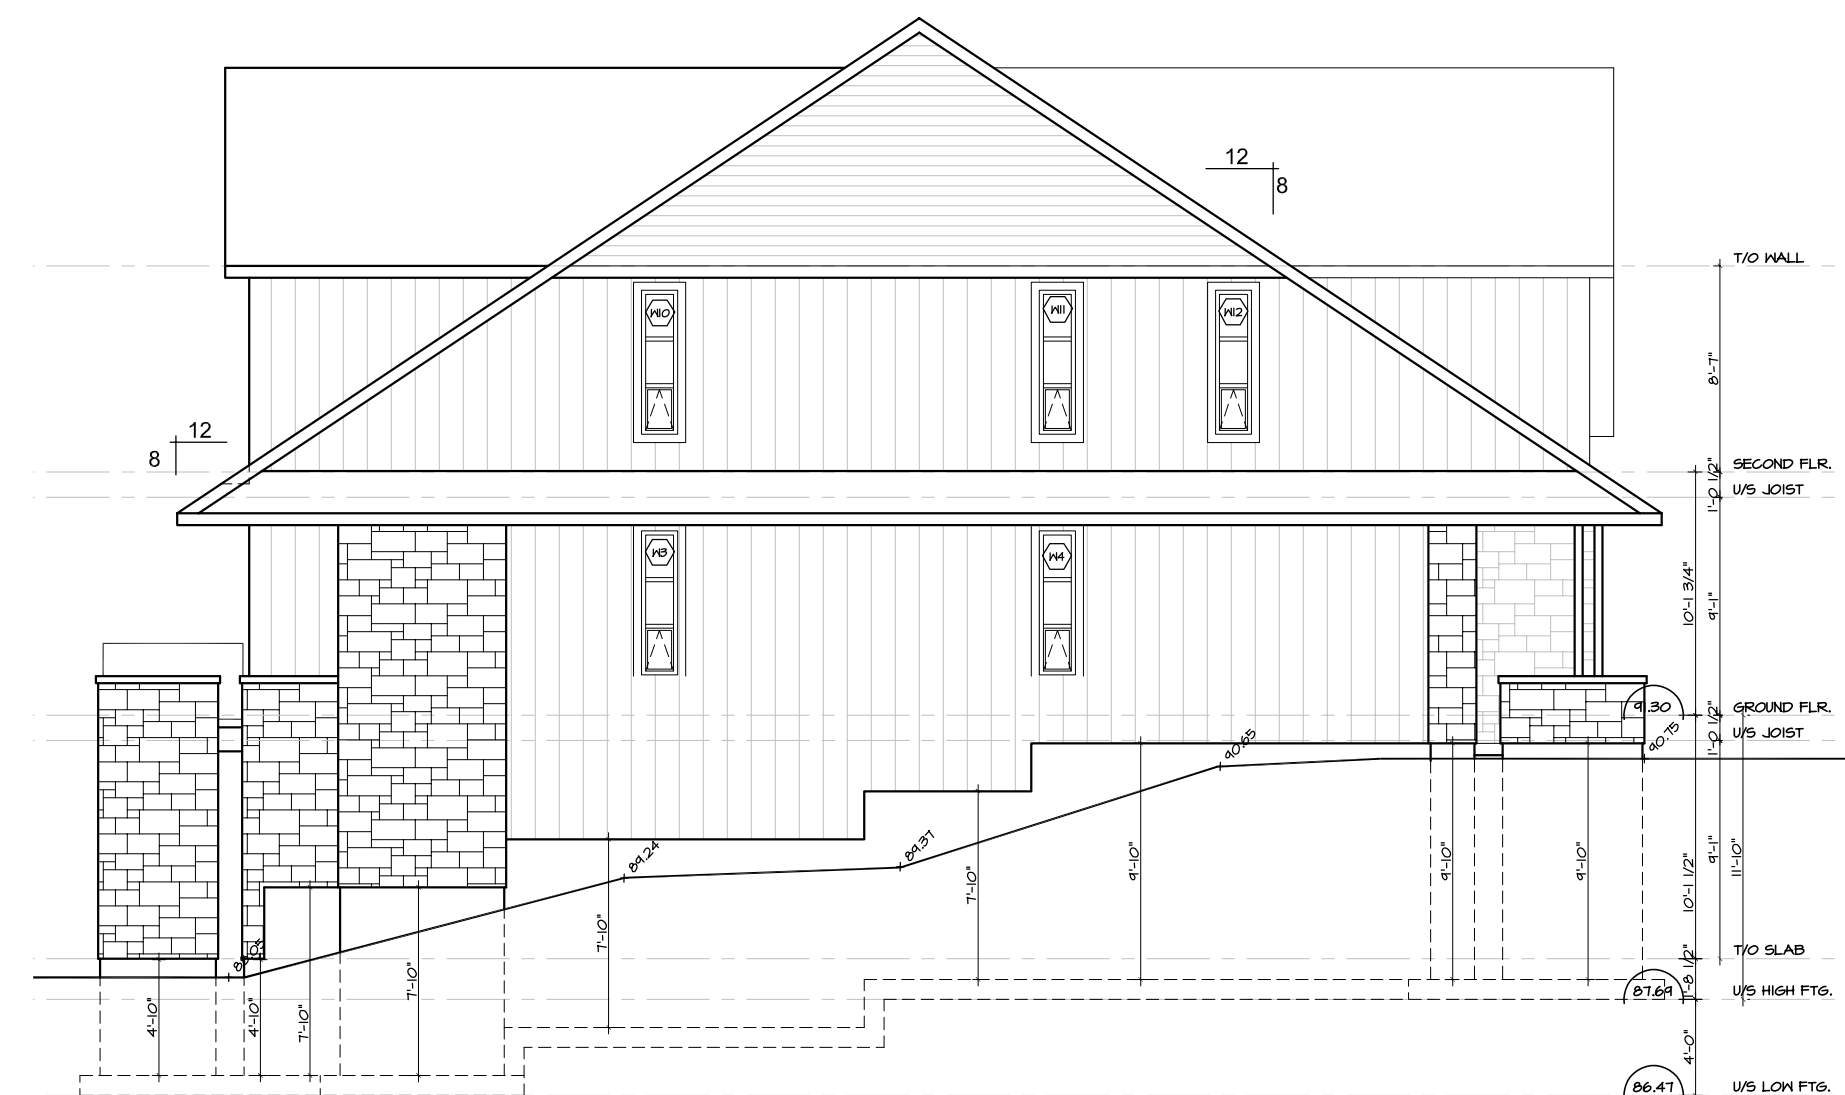 12
8
T/O WALL
W10
W11
W12
8'-7"
12
8
SECOND FLR.
1'-0 1/2"
U/S JOIST
W3
W4
10'-1 3/4"
9'-1"
91.30
GROUND FLR.
1'-0 1/2"
U/S JOIST
90.75
90.65
89.37
89.24
9'-10"
7'-10"
9'-10"
9'-10"
10'-1 1/2"
9'-1"
11'-10"
7'-10"
T/O SLAB
1'-8 1/2"
87.69
U/S HIGH FTG.
7'-10"
4'-10"
4'-10"
7'-10"
4'-0"
86.47
U/S LOW FTG.